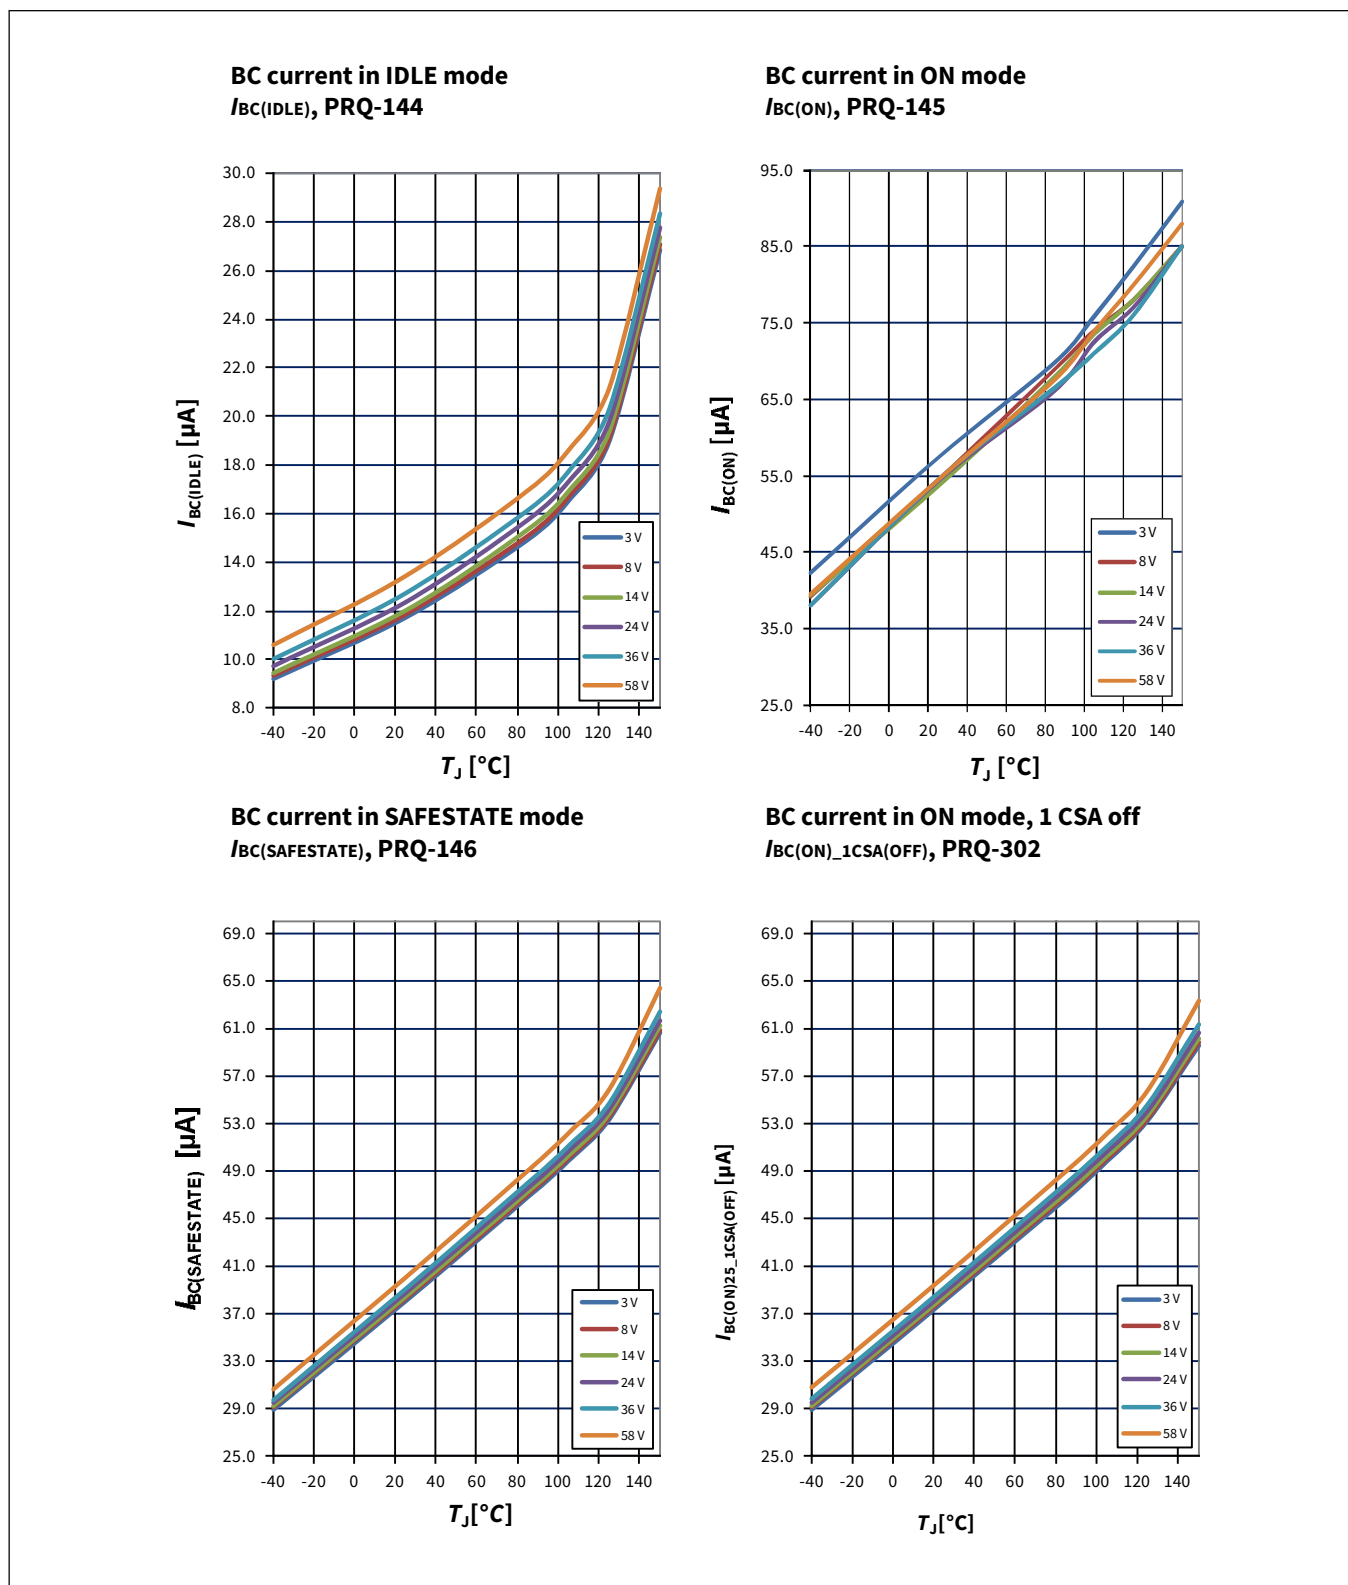 BC current in IDLE mode
IBC(IDLE), PRQ-144
30.0
28.0
26.0
24.0
22.0
20.0
18.0
16.0
14.0
12.0
10.0
8.0
IBC(IDLE) [µA]
3 V
8 V
14 V
24 V
36 V
58 V
-40 -20 0 20 40 60 80 100 120 140
TJ [°C]
BC current in ON mode
IBC(ON), PRQ-145
95.0
85.0
75.0
65.0
55.0
45.0
35.0
25.0
IBC(ON) [µA]
3 V
8 V
14 V
24 V
36 V
58 V
-40 -20 0 20 40 60 80 100 120 140
TJ [°C]
BC current in SAFESTATE mode
IBC(SAFESTATE), PRQ-146
69.0
65.0
61.0
57.0
53.0
49.0
45.0
41.0
37.0
33.0
29.0
25.0
IBC(SAFESTATE) [µA]
3 V
8 V
14 V
24 V
36 V
58 V
-40 -20 0 20 40 60 80 100 120 140
TJ[°C]
BC current in ON mode, 1 CSA off
IBC(ON)_1CSA(OFF), PRQ-302
69.0
65.0
61.0
57.0
53.0
49.0
45.0
41.0
37.0
33.0
29.0
25.0
IBC(ON)25_1CSA(OFF) [µA]
3 V
8 V
14 V
24 V
36 V
58 V
-40 -20 0 20 40 60 80 100 120 140
TJ[°C]